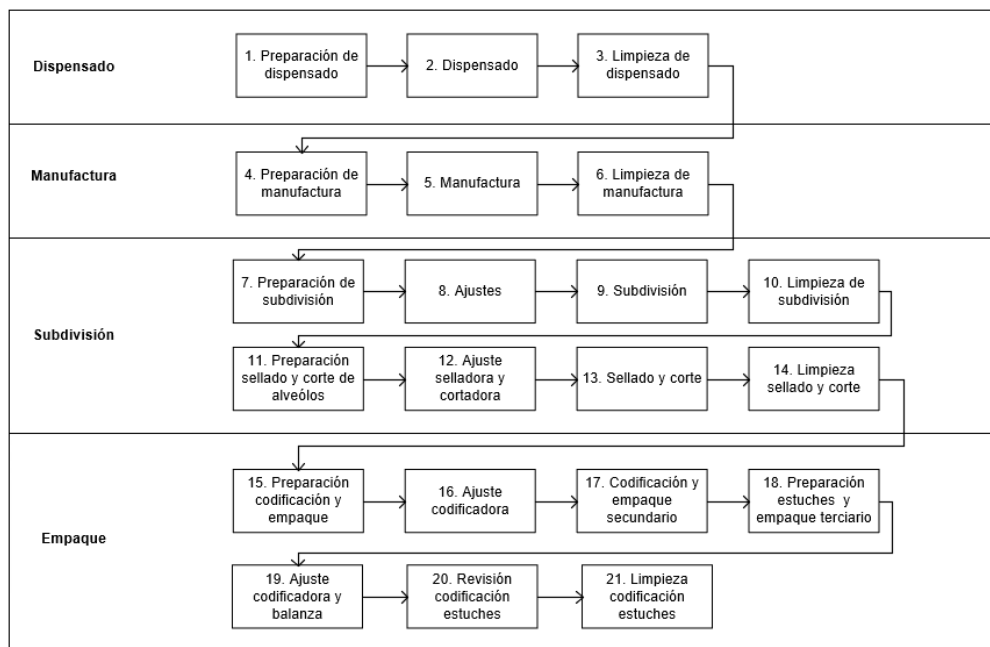 Dispensado
1. Preparación de
dispensado
2. Dispensado
3. Limpieza de
dispensado
Manufactura
4. Preparación de
manufactura
5. Manufactura
6. Limpieza de
manufactura
Subdivisión
7. Preparación de
subdivisión
8. Ajustes
9. Subdivisión
10. Limpieza de
subdivisión
11. Preparación
sellado y corte de
alveólos
12. Ajuste
selladora y
cortadora
13. Sellado y corte
14. Limpieza
sellado y corte
Empaque
15. Preparación
codificación y
empaque
16. Ajuste
codificadora
17. Codificación y
empaque
secundario
18. Preparación
estuches y
empaque terciario
19. Ajuste
codificadora y
balanza
20. Revisión
codificación
estuches
21. Limpieza
codificación
estuches